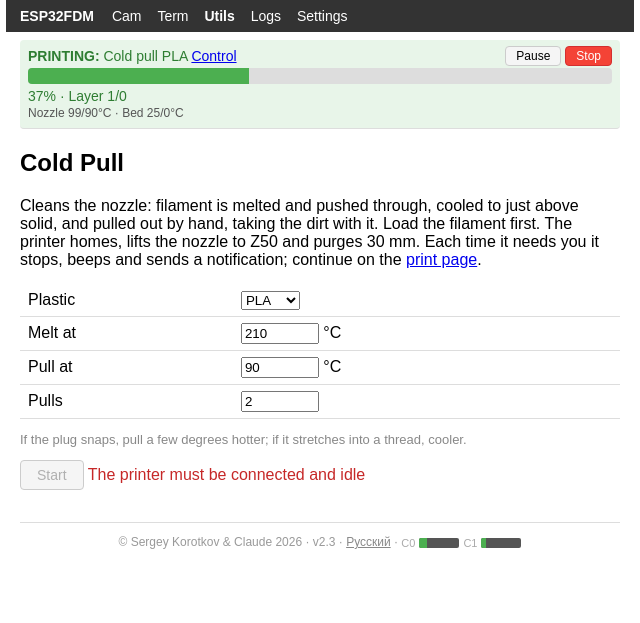 ESP32FDM Cam Term Utils Logs Settings
PRINTING: Cold pull PLA Control Pause Stop
37% · Layer 1/0
Nozzle 99/90°C · Bed 25/0°C
Cold Pull
Cleans the nozzle: filament is melted and pushed through, cooled to just above
solid, and pulled out by hand, taking the dirt with it. Load the filament first. The
printer homes, lifts the nozzle to Z50 and purges 30 mm. Each time it needs you it
stops, beeps and sends a notification; continue on the print page.
Plastic PLA
Melt at 210 °C
Pull at 90 °C
Pulls 2
If the plug snaps, pull a few degrees hotter; if it stretches into a thread, cooler.
Start The printer must be connected and idle
© Sergey Korotkov & Claude 2026 · v2.3 · Русский · C0 C1